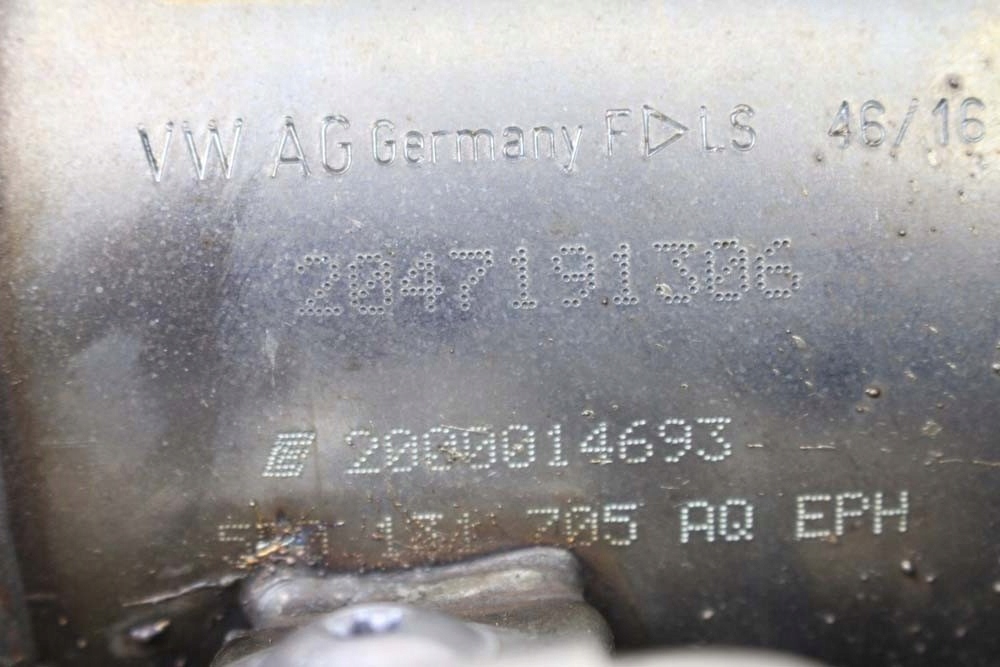 VW AG Germany F▷LS 46/16
2047191306
E 2000014693--
131 705 AQ EPH